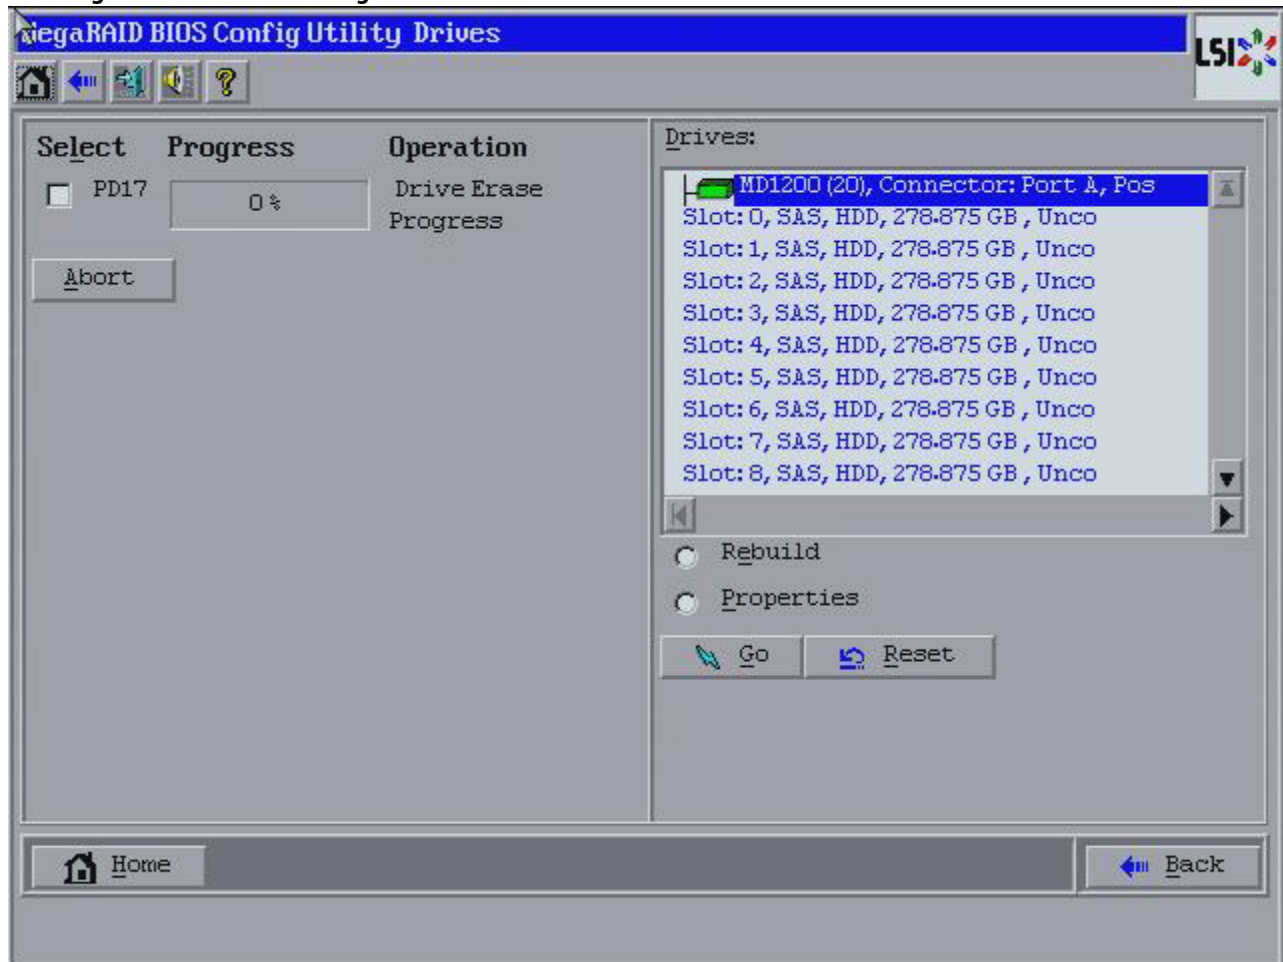 MegaRAID BIOS Config Utility Drives
LSI
Select Progress Operation
PD17 0 % Drive Erase
Progress
Abort
Drives:
MD1200 (20), Connector: Port A, Pos
Slot: 0, SAS, HDD, 278.875 GB , Unco
Slot: 1, SAS, HDD, 278.875 GB , Unco
Slot: 2, SAS, HDD, 278.875 GB , Unco
Slot: 3, SAS, HDD, 278.875 GB , Unco
Slot: 4, SAS, HDD, 278.875 GB , Unco
Slot: 5, SAS, HDD, 278.875 GB , Unco
Slot: 6, SAS, HDD, 278.875 GB , Unco
Slot: 7, SAS, HDD, 278.875 GB , Unco
Slot: 8, SAS, HDD, 278.875 GB , Unco
Rebuild
Properties
Go Reset
Home Back